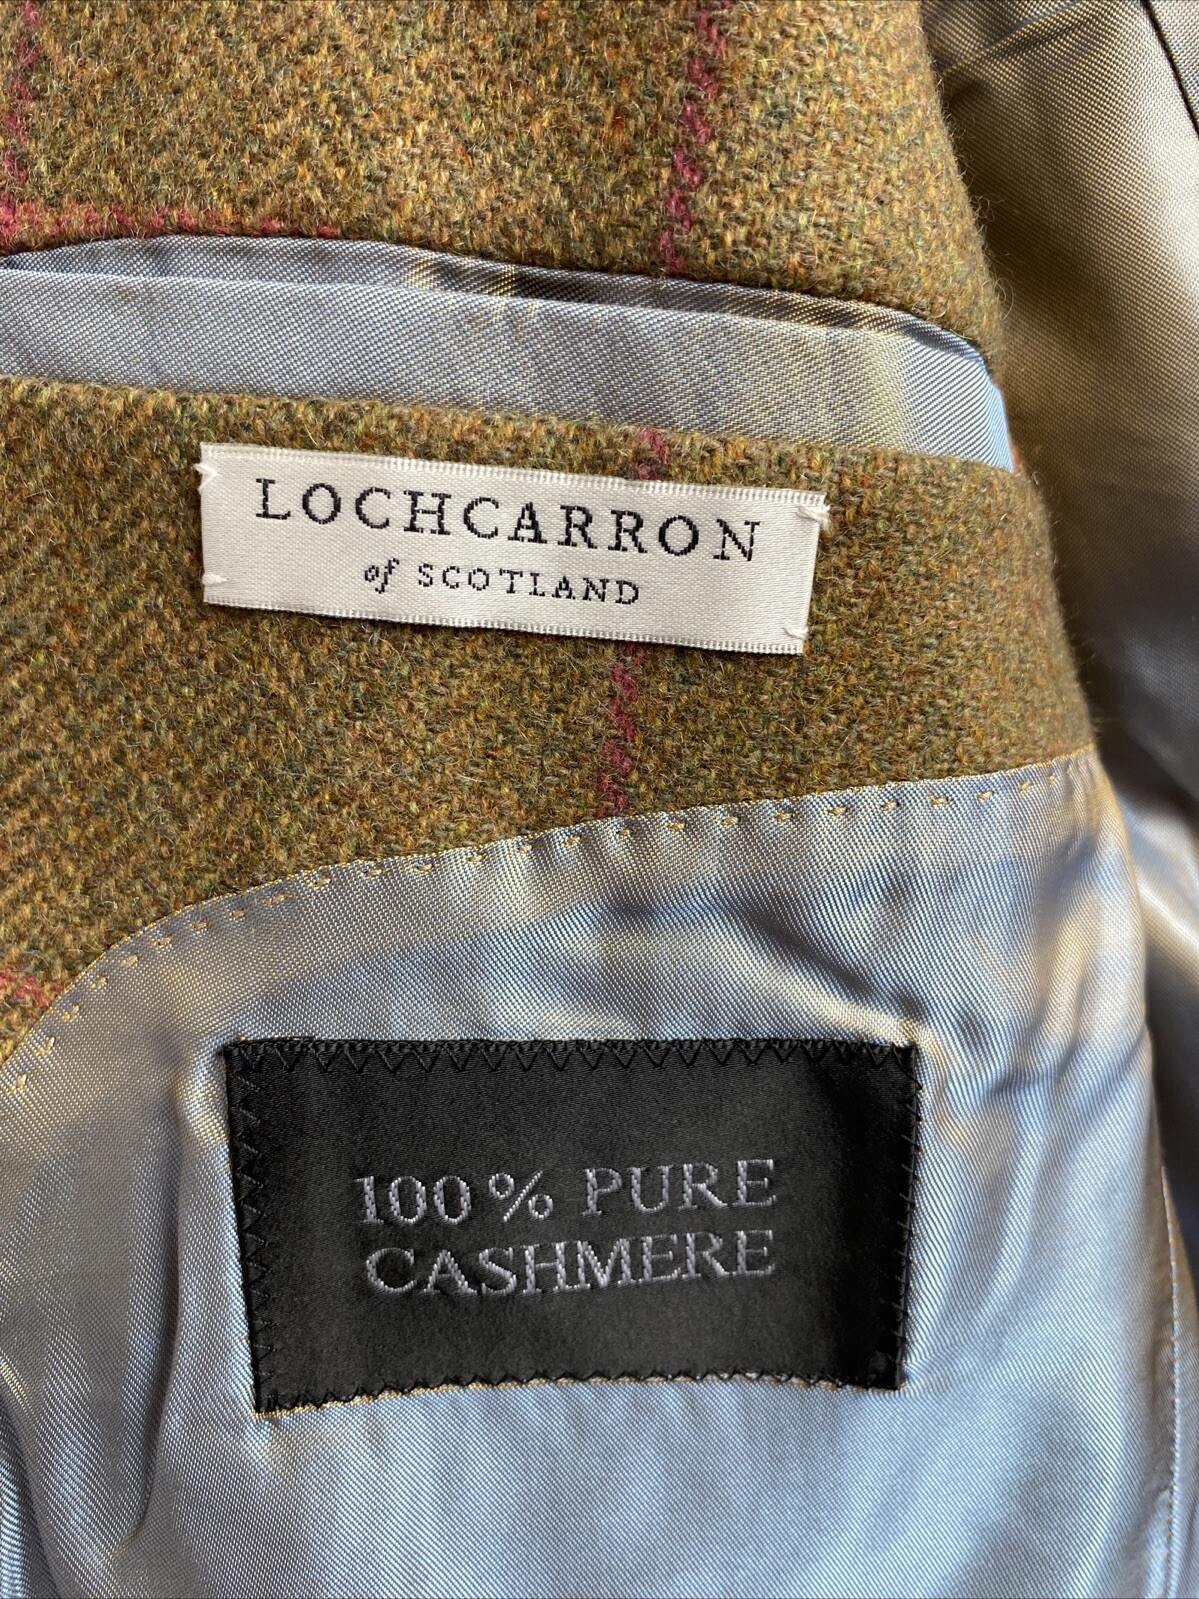 LOCHCARRON
of SCOTLAND
100% PURE
CASHMERE